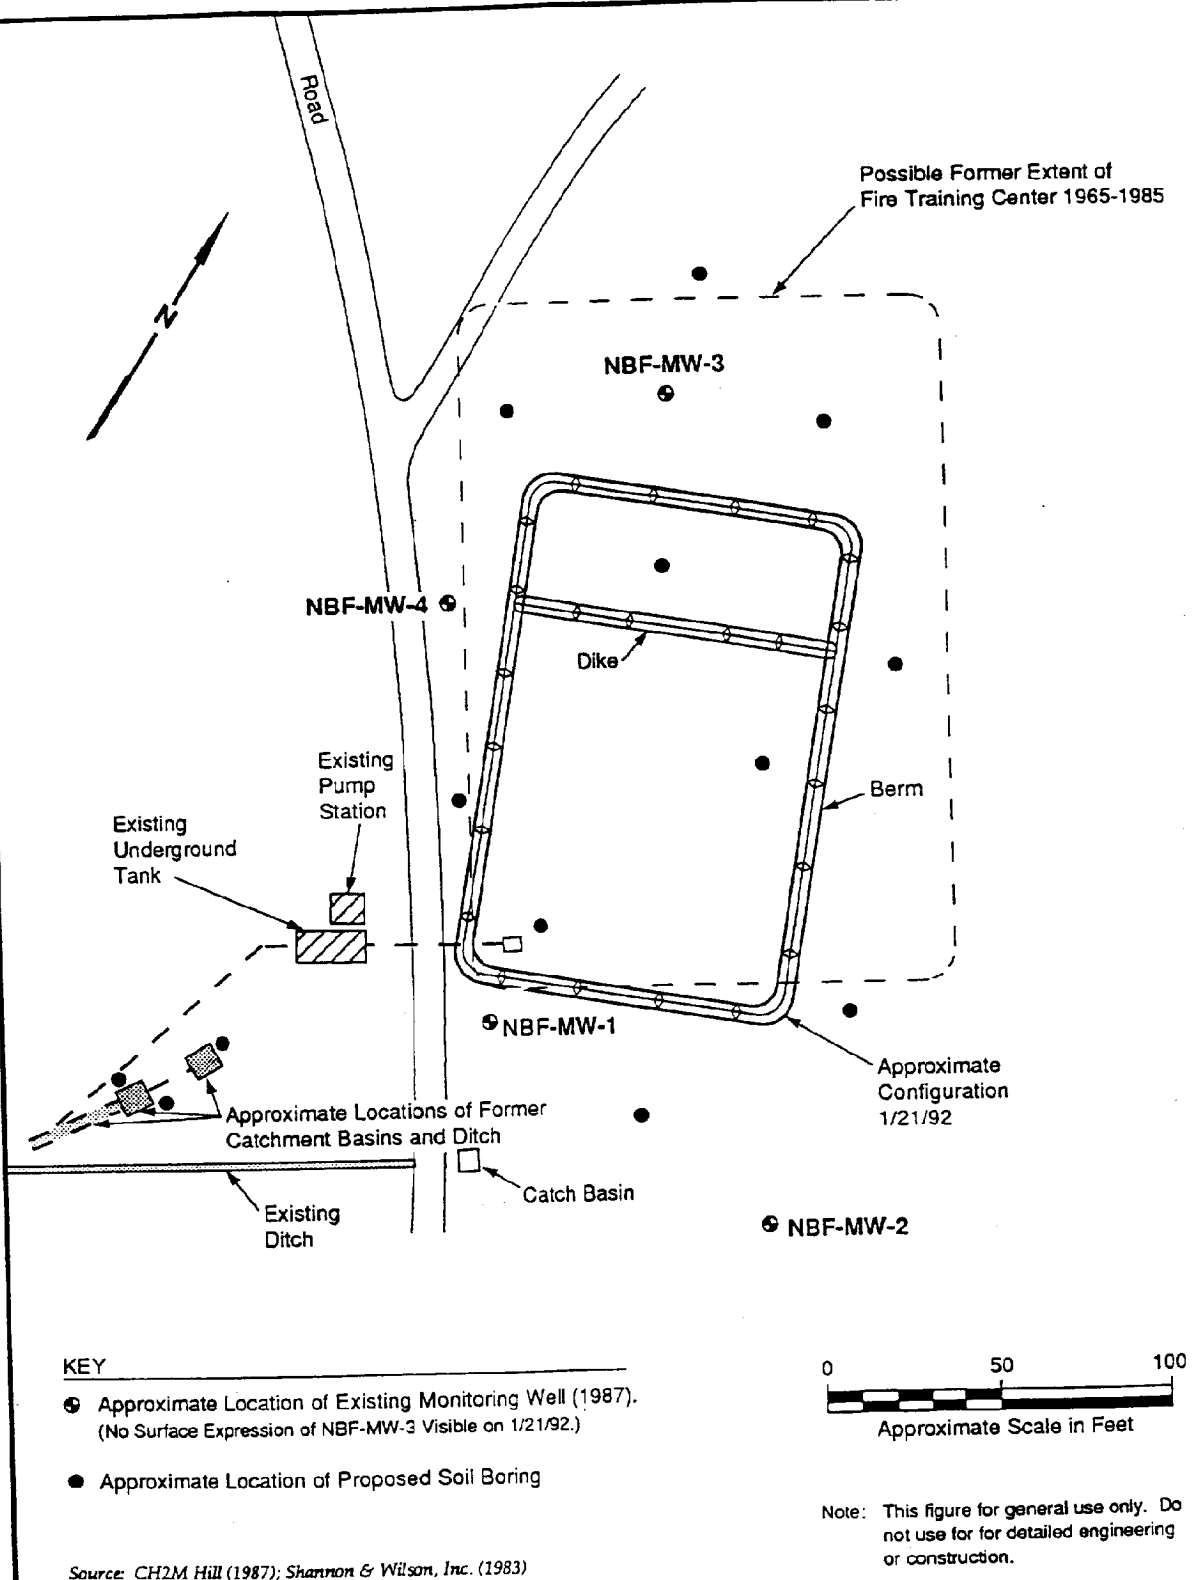 Road
Possible Former Extent of
Fire Training Center 1965-1985
N
NBF-MW-3
NBF-MW-4
Dike
Existing
Pump
Station
Berm
Existing
Underground
Tank
NBF-MW-1
Approximate
Configuration
1/21/92
Approximate Locations of Former
Catchment Basins and Ditch
Catch Basin
Existing
Ditch
NBF-MW-2
KEY
Approximate Location of Existing Monitoring Well (1987).
(No Surface Expression of NBF-MW-3 Visible on 1/21/92.)
Approximate Location of Proposed Soil Boring
0 50 100
Approximate Scale in Feet
Note: This figure for general use only. Do
not use for for detailed engineering
or construction.
Source: CH2M Hill (1987); Shannon & Wilson, Inc. (1983)